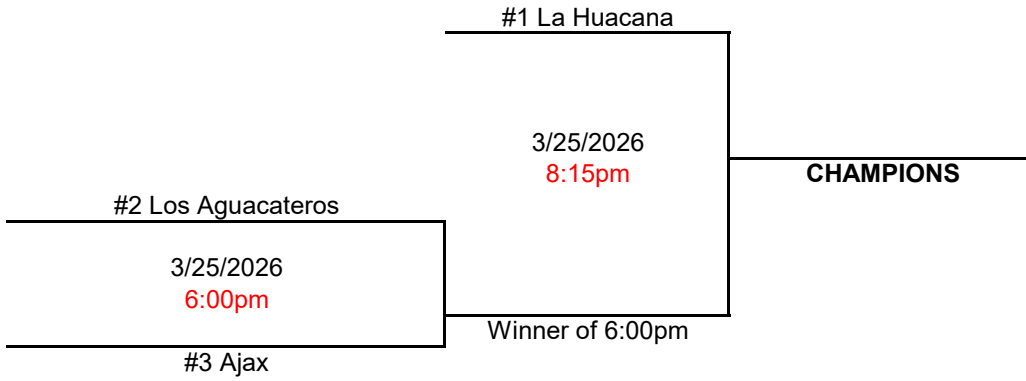 #1 La Huacana
3/25/2026
8:15pm
CHAMPIONS
#2 Los Aguacateros
3/25/2026
6:00pm
Winner of 6:00pm
#3 Ajax